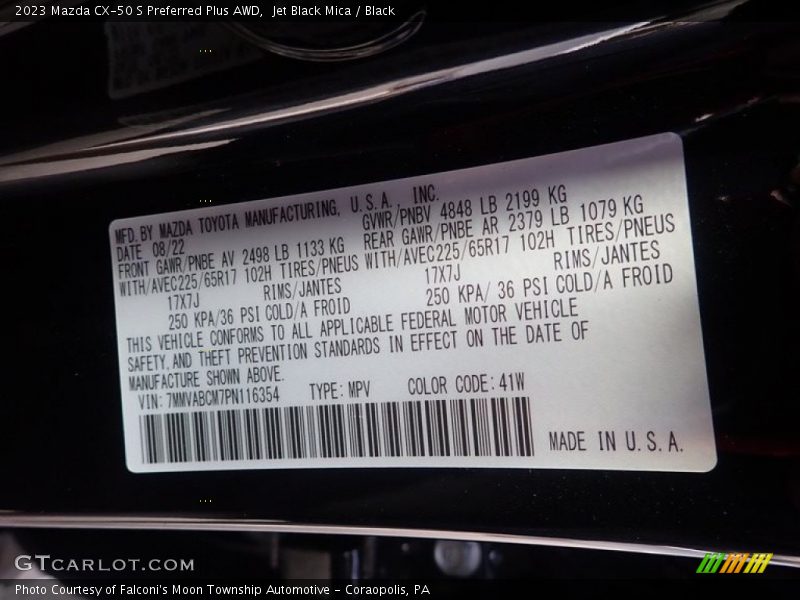 2023 Mazda CX-50 S Preferred Plus AWD, Jet Black Mica / Black
MFD. BY MAZDA TOYOTA MANUFACTURING, U.S.A., INC.
DATE 08/22 GVWR/PNBV 4848 LB 2199 KG
FRONT GAWR/PNBE AV 2498 LB 1133 KG REAR GAWR/PNBE AR 2379 LB 1079 KG
WITH/AVEC225/65R17 102H TIRES/PNEUS WITH/AVEC225/65R17 102H TIRES/PNEUS
17X7J RIMS/JANTES 17X7J RIMS/JANTES
250 KPA/36 PSI COLD/A FROID 250 KPA/ 36 PSI COLD/A FROID
THIS VEHICLE CONFORMS TO ALL APPLICABLE FEDERAL MOTOR VEHICLE
SAFETY, AND THEFT PREVENTION STANDARDS IN EFFECT ON THE DATE OF
MANUFACTURE SHOWN ABOVE.
VIN: 7MMVABCM7PN116354 TYPE: MPV COLOR CODE: 41W
MADE IN U.S.A.
GTCARLOT.COM
Photo Courtesy of Falconi's Moon Township Automotive - Coraopolis, PA